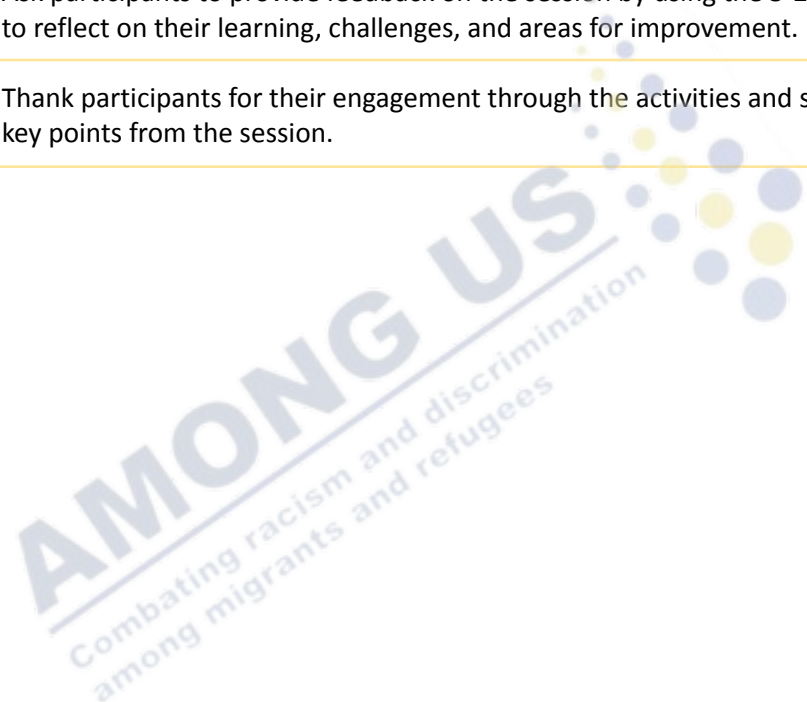 to reflect on their learning, challenges, and areas for improvement.
Thank participants for their engagement through the activities and
key points from the session.
AMONG US
Combating racism and discrimination
among migrants and refugees